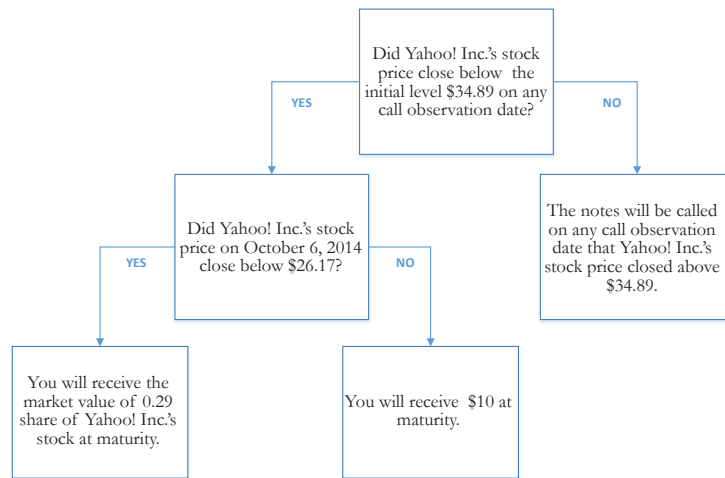 Did Yahoo! Inc.'s stock
price close below the
initial level $34.89 on any
call observation date?
YES
NO
Did Yahoo! Inc.'s stock
price on October 6, 2014
close below $26.17?
The notes will be called
on any call observation
date that Yahoo! Inc.'s
stock price closed above
$34.89.
YES
NO
You will receive the
market value of 0.29
share of Yahoo! Inc.'s
stock at maturity.
You will receive $10 at
maturity.